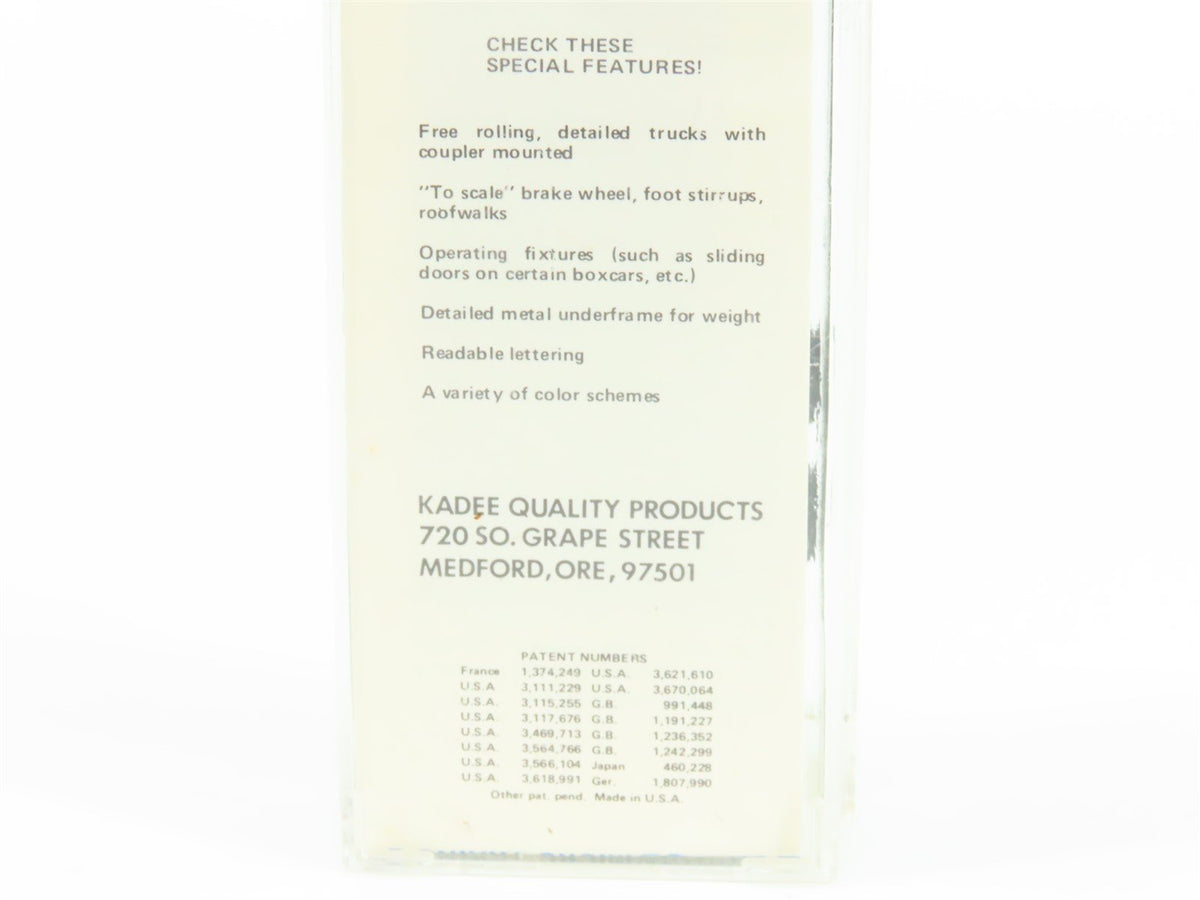 CHECK THESE
SPECIAL FEATURES!
Free rolling, detailed trucks with
coupler mounted
"To scale" brake wheel, foot stirrups,
roofwalks
Operating fixtures (such as sliding
doors on certain boxcars, etc.)
Detailed metal underframe for weight
Readable lettering
A variety of color schemes
KADEE QUALITY PRODUCTS
720 SO. GRAPE STREET
MEDFORD, ORE, 97501
PATENT NUMBERS
France 1,374,249 U.S.A. 3,621,610
U.S.A 3,111,229 U.S.A. 3,670,064
U.S.A. 3,115,255 G.B. 991,448
U.S.A. 3,117,676 G.B. 1,191,227
U.S.A. 3,469,713 G.B. 1,236,352
U.S.A. 3,564,766 G.B. 1,242,299
U.S.A. 3,566,104 Japan 460,228
U.S.A. 3,618,991 Ger. 1,807,990
Other pat. pend. Made in U.S.A.